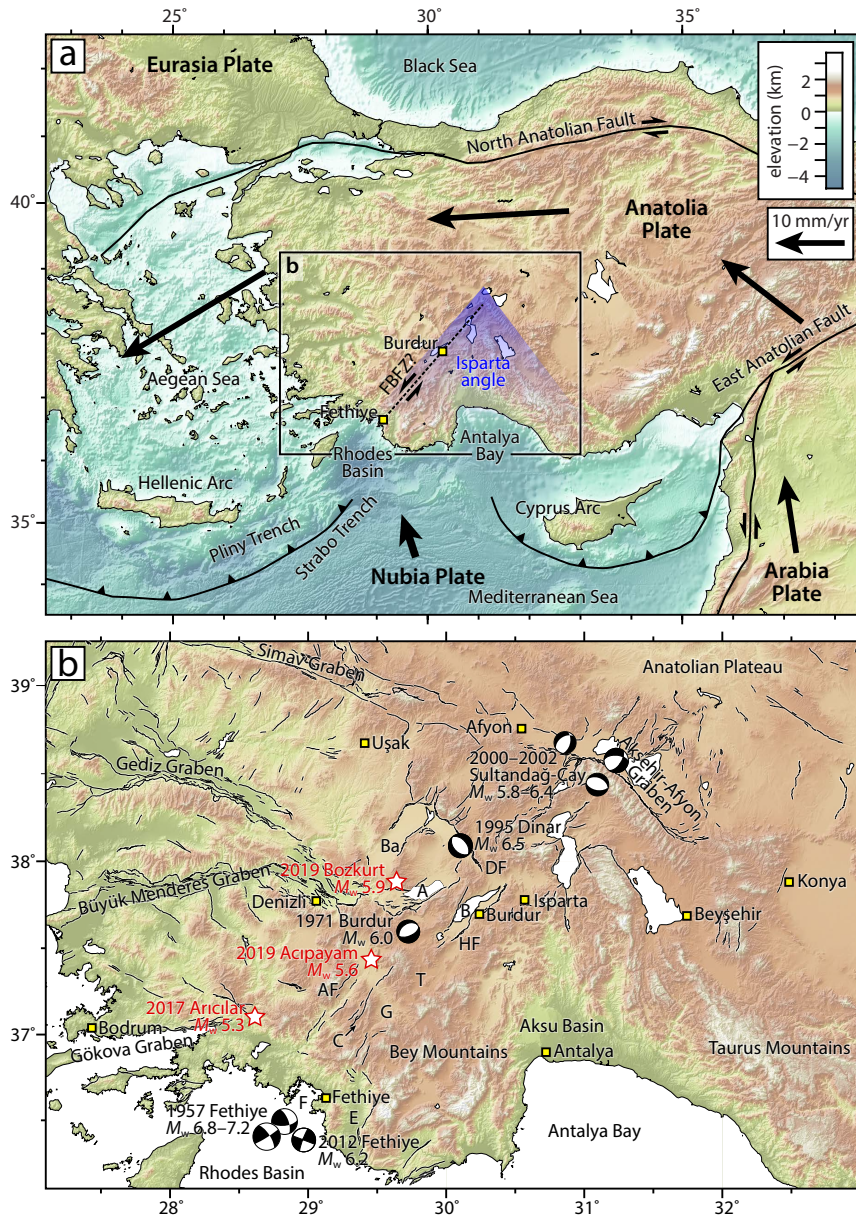 25°
30°
35°
a
Eurasia Plate
Black Sea
elevation (km)
2
0
−2
−4
North Anatolian Fault
40°
Anatolia
Plate
10 mm/yr
b
Burdur
FBFZ?
Isparta
angle
East Anatolian Fault
Aegean Sea
Fethiye
Rhodes
Basin
Antalya
Bay
Hellenic Arc
Cyprus Arc
35°
Pliny Trench
Strabo Trench
Nubia Plate
Arabia
Plate
Mediterranean Sea
b
Simav Graben
Anatolian Plateau
39°
Afyon
Uşak
2000–2002
Sultandağ-Çay
Mw 5.8–6.4
Akşehir-Afyon
Graben
Gediz Graben
1995 Dinar
Mw 6.5
Ba
38°
DF
2019 Bozkurt
Mw 5.9
A
Büyük Menderes Graben
Konya
Denizli
B
Isparta
Burdur
Beyşehir
1971 Burdur
Mw 6.0
HF
2019 Acıpayam
Mw 5.6
T
AF
2017 Arıcılar
Mw 5.3
G
37°
Bodrum
C
Aksu Basin
Gökova Graben
Bey Mountains
Antalya
Taurus Mountains
Fethiye
F
E
1957 Fethiye
Mw 6.8–7.2
2012 Fethiye
Mw 6.2
Antalya Bay
Rhodes Basin
28°
29°
30°
31°
32°